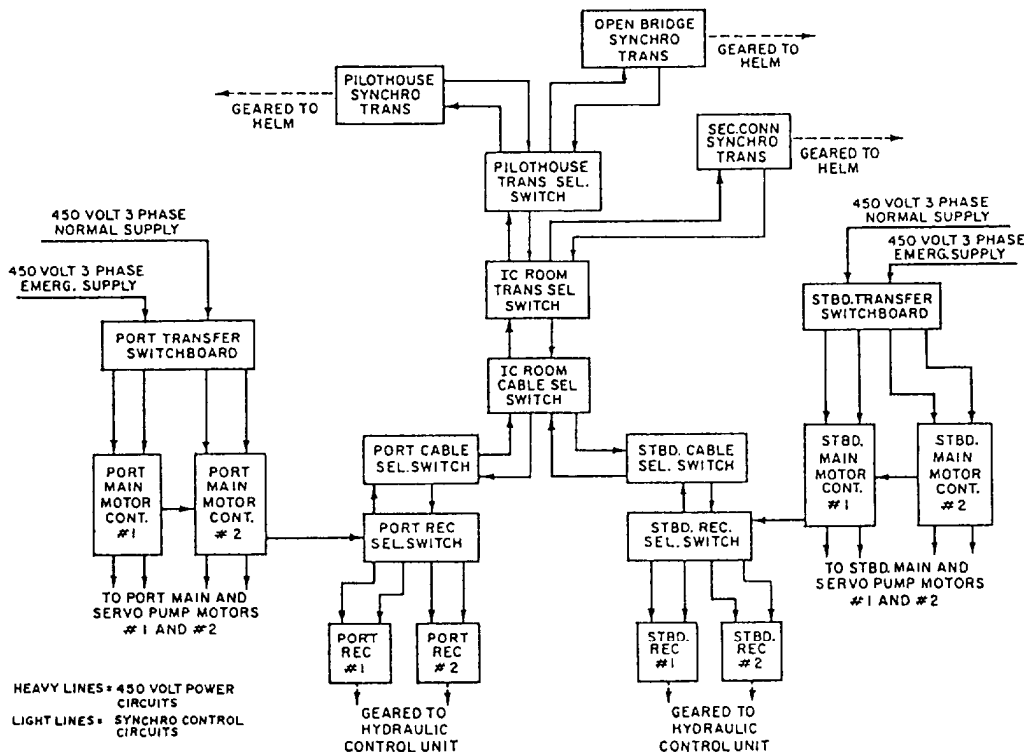 OPEN BRIDGE
SYNCHRO
TRANS
GEARED TO
HELM
PILOTHOUSE
SYNCHRO
TRANS
GEARED TO
HELM
SEC.CONN
SYNCHRO
TRANS
GEARED TO
HELM
PILOTHOUSE
TRANS SEL.
SWITCH
450 VOLT 3 PHASE
NORMAL SUPPLY
450 VOLT 3 PHASE
EMERG. SUPPLY
450 VOLT 3 PHASE
NORMAL SUPPLY
450 VOLT 3 PHASE
EMERG.SUPPLY
IC ROOM
TRANS SEL
SWITCH
STBD.TRANSFER
SWITCHBOARD
PORT TRANSFER
SWITCHBOARD
IC ROOM
CABLE SEL
SWITCH
PORT CABLE
SEL.SWITCH
STBD. CABLE
SEL. SWITCH
PORT
MAIN
MOTOR
CONT.
#1
PORT
MAIN
MOTOR
CONT.
#2
STBD.
MAIN
MOTOR
CONT.
#1
STBD.
MAIN
MOTOR
CONT.
#2
PORT REC
SEL.SWITCH
STBD. REC.
SEL. SWITCH
TO PORT MAIN AND
SERVO PUMP MOTORS
#1 AND #2
TO STBD. MAIN AND
SERVO PUMP MOTORS
#1 AND #2
PORT
REC
#1
PORT
REC
#2
STBD.
REC
#1
STBD.
REC
#2
HEAVY LINES = 450 VOLT POWER
CIRCUITS
LIGHT LINES = SYNCHRO CONTROL
CIRCUITS
GEARED TO
HYDRAULIC
CONTROL UNIT
GEARED TO
HYDRAULIC
CONTROL UNIT